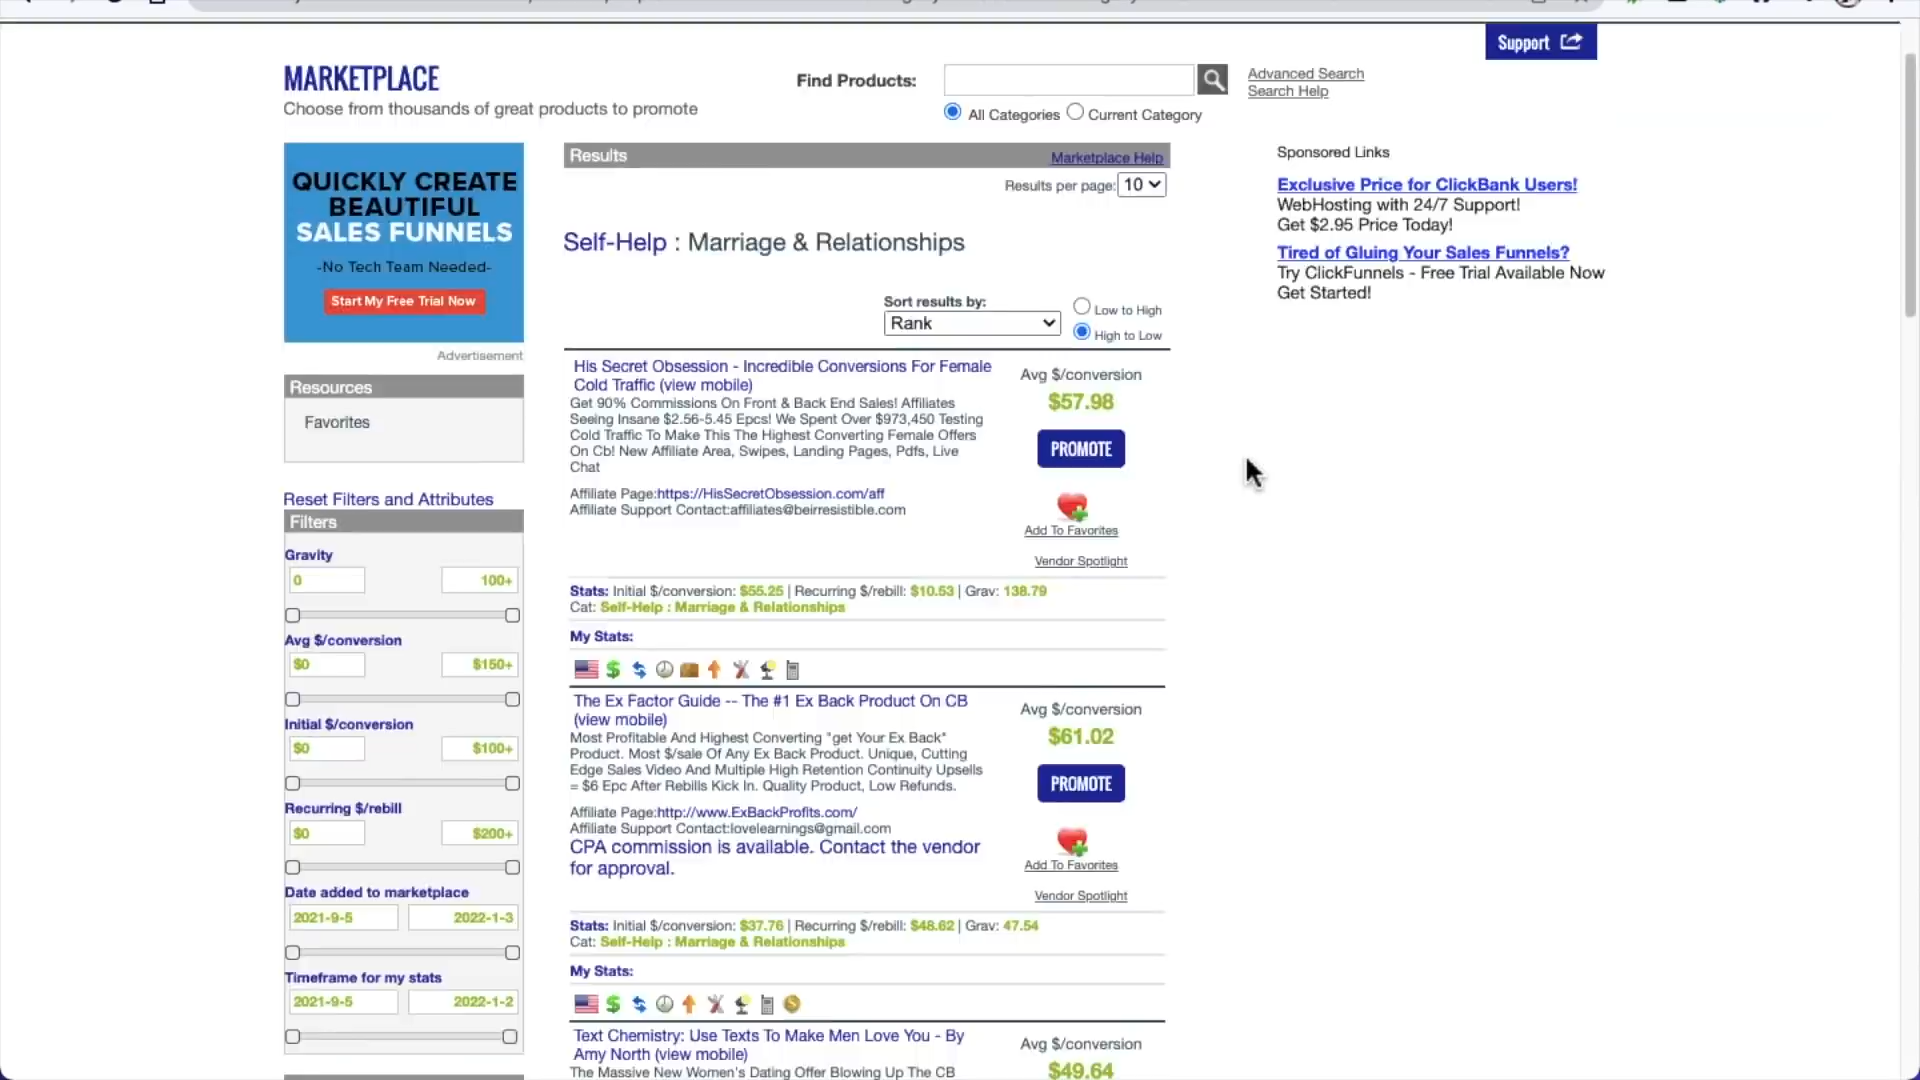 Support
MARKETPLACE
Choose from thousands of great products to promote
Find Products:
Advanced Search
Search Help
All Categories
Current Category
QUICKLY CREATE
BEAUTIFUL
SALES FUNNELS
-No Tech Team Needed-
Start My Free Trial Now
Advertisement
Resources
Favorites
Reset Filters and Attributes
Filters
Gravity
0 100+
Avg $/conversion
$0 $150+
Initial $/conversion
$0 $100+
Recurring $/rebill
$0 $200+
Date added to marketplace
2021-9-5 2022-1-3
Timeframe for my stats
2021-9-5 2022-1-2
Results
Marketplace Help
Results per page: 10
Self-Help : Marriage & Relationships
Sort results by:
Rank
Low to High
High to Low
His Secret Obsession - Incredible Conversions For Female
Cold Traffic (view mobile)
Get 90% Commissions On Front & Back End Sales! Affiliates
Seeing Insane $2.56-5.45 Epcs! We Spent Over $973,450 Testing
Cold Traffic To Make This The Highest Converting Female Offers
On Cb! New Affiliate Area, Swipes, Landing Pages, Pdfs, Live
Chat
Affiliate Page:https://HisSecretObsession.com/aff
Affiliate Support Contact:affiliates@beirresistible.com
Avg $/conversion
$57.98
PROMOTE
Add To Favorites
Vendor Spotlight
Stats: Initial $/conversion: $55.25 | Recurring $/rebill: $10.53 | Grav: 138.79
Cat: Self-Help : Marriage & Relationships
My Stats:
The Ex Factor Guide -- The #1 Ex Back Product On CB
(view mobile)
Most Profitable And Highest Converting "get Your Ex Back"
Product. Most $/sale Of Any Ex Back Product. Unique, Cutting
Edge Sales Video And Multiple High Retention Continuity Upsells
= $6 Epc After Rebills Kick In. Quality Product, Low Refunds.
Affiliate Page:http://www.ExBackProfits.com/
Affiliate Support Contact:lovelearnings@gmail.com
CPA commission is available. Contact the vendor
for approval.
Avg $/conversion
$61.02
PROMOTE
Add To Favorites
Vendor Spotlight
Stats: Initial $/conversion: $37.76 | Recurring $/rebill: $48.62 | Grav: 47.54
Cat: Self-Help : Marriage & Relationships
My Stats:
Text Chemistry: Use Texts To Make Men Love You - By
Amy North (view mobile)
The Massive New Women's Dating Offer Blowing Up The CB
Avg $/conversion
$49.64
Sponsored Links
Exclusive Price for ClickBank Users!
WebHosting with 24/7 Support!
Get $2.95 Price Today!
Tired of Gluing Your Sales Funnels?
Try ClickFunnels - Free Trial Available Now
Get Started!